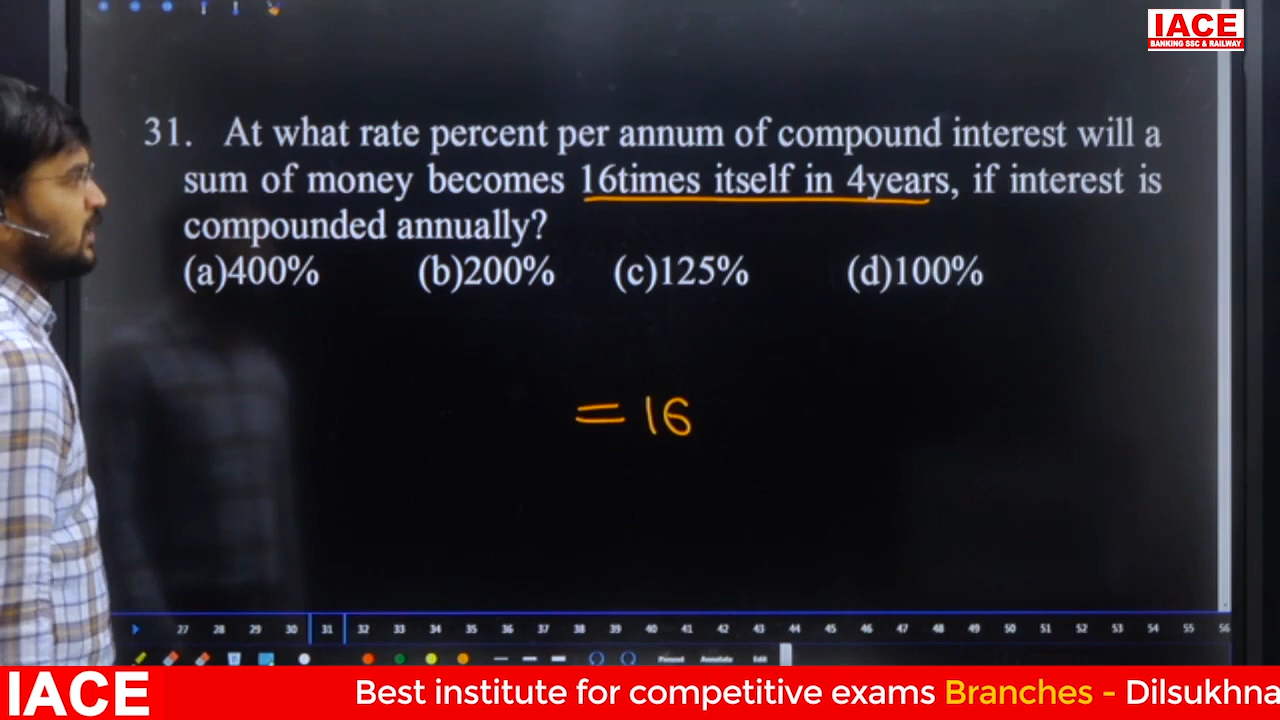 IACE
BANKING SSC & RAILWAY
31. At what rate percent per annum of compound interest will a
sum of money becomes 16times itself in 4years, if interest is
compounded annually?
(a)400% (b)200% (c)125% (d)100%
= 16
27 28 29 30 31 32 33 34 35 36 37 38 39 40 41 42 43 44 45 46 47 48 49 50 51 52 53 54 55 56
Annotate Edit
IACE Best institute for competitive exams Branches - Dilsukhna